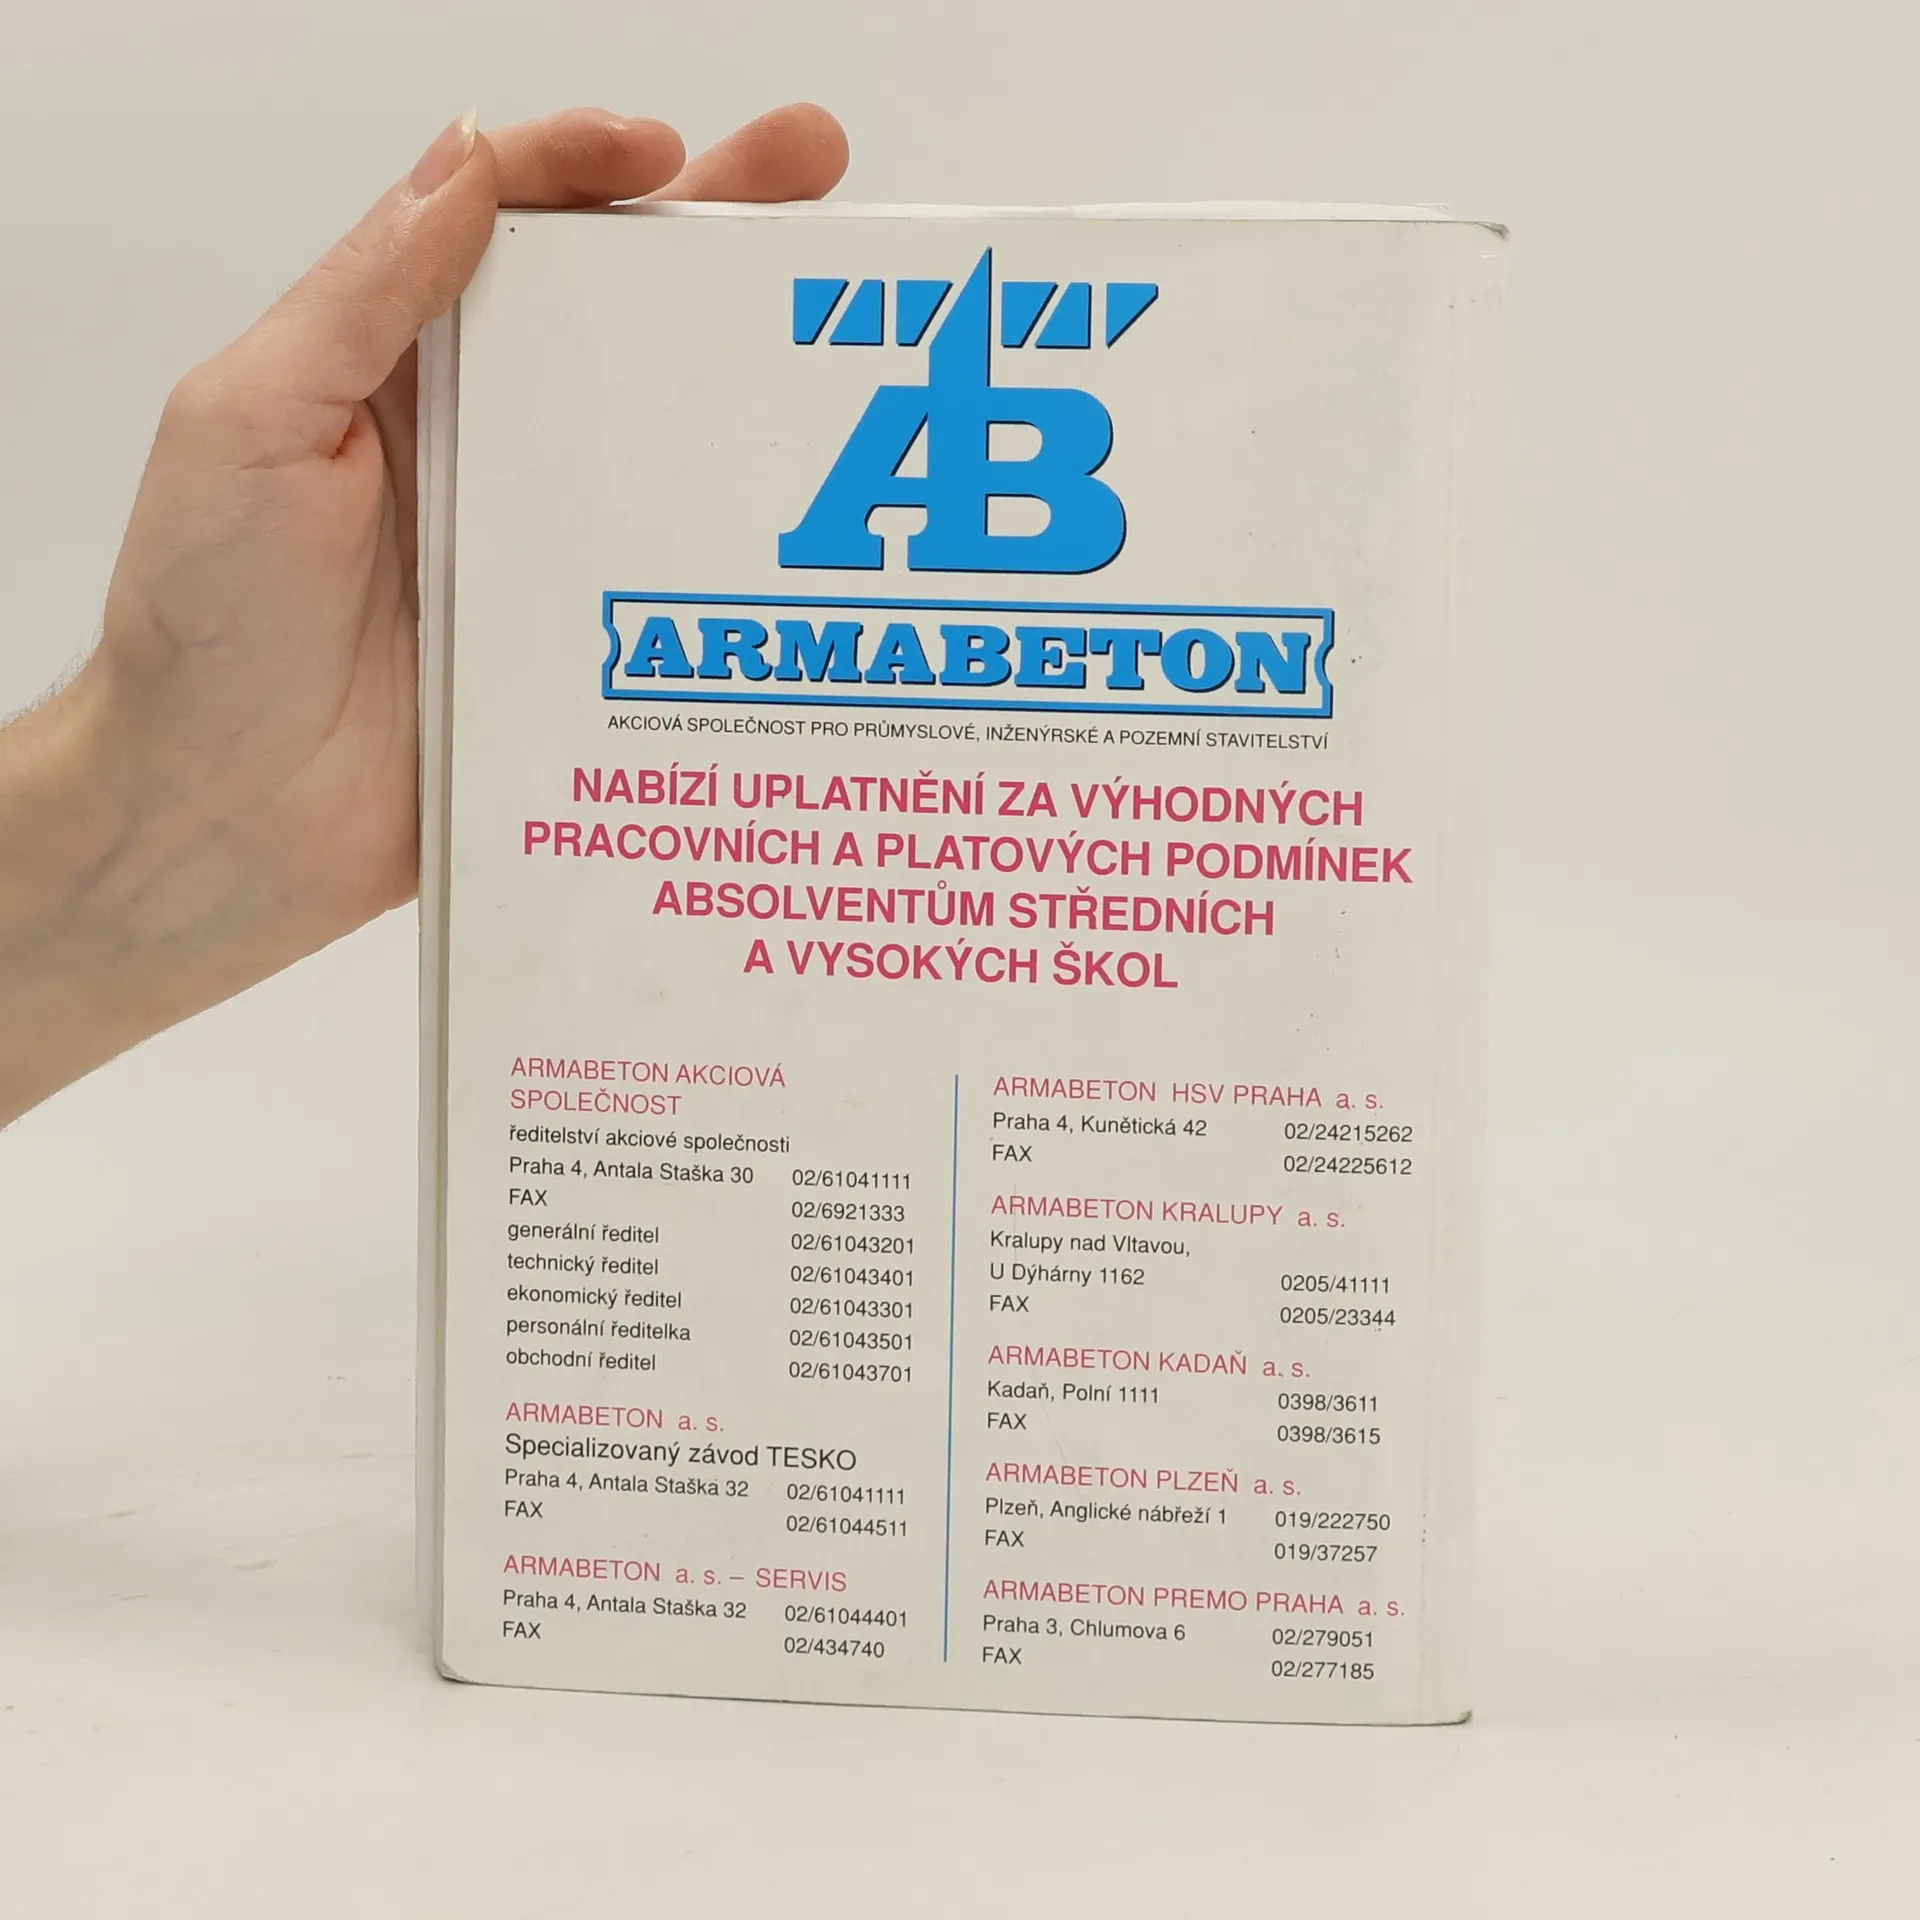 AB
ARMABETON
AKCIOVÁ SPOLEČNOST PRO PRŮMYSLOVÉ, INŽENÝRSKÉ A POZEMNÍ STAVITELSTVÍ
NABÍZÍ UPLATNĚNÍ ZA VÝHODNÝCH
PRACOVNÍCH A PLATOVÝCH PODMÍNEK
ABSOLVENTŮM STŘEDNÍCH
A VYSOKÝCH ŠKOL
ARMABETON AKCIOVÁ
SPOLEČNOST
ředitelství akciové společnosti
Praha 4, Antala Staška 30 02/61041111
FAX 02/6921333
generální ředitel 02/61043201
technický ředitel 02/61043401
ekonomický ředitel 02/61043301
personální ředitelka 02/61043501
obchodní ředitel 02/61043701
ARMABETON a. s.
Specializovaný závod TESKO
Praha 4, Antala Staška 32 02/61041111
FAX 02/61044511
ARMABETON a. s. – SERVIS
Praha 4, Antala Staška 32 02/61044401
FAX 02/434740
ARMABETON HSV PRAHA a. s.
Praha 4, Kunětická 42 02/24215262
FAX 02/24225612
ARMABETON KRALUPY a. s.
Kralupy nad Vltavou,
U Dýhárny 1162 0205/41111
FAX 0205/23344
ARMABETON KADAŇ a. s.
Kadaň, Polní 1111 0398/3611
FAX 0398/3615
ARMABETON PLZEŇ a. s.
Plzeň, Anglické nábřeží 1 019/222750
FAX 019/37257
ARMABETON PREMO PRAHA a. s.
Praha 3, Chlumova 6 02/279051
FAX 02/277185